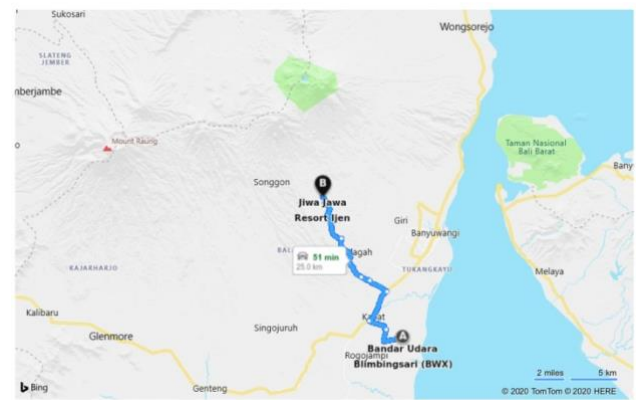 Sukosari
Wongsorejo
SLATENG
JEMBER
nberjambe
Mount Raung
Taman Nasional
Bali Barat
Bany
Songgon
B
Jiwa Jawa
Resort Ijen
Giri
Banyuwangi
lagah
51 min
25.0 km
KAJARHARJO
TUKANGKAYU
Melaya
Kalibaru
Glenmore
Singojuruh
A
Bandar Udara
Blimbingsari (BWX)
Rogojampi
Genteng
Bing
2 miles
5 km
© 2020 TomTom © 2020 HERE